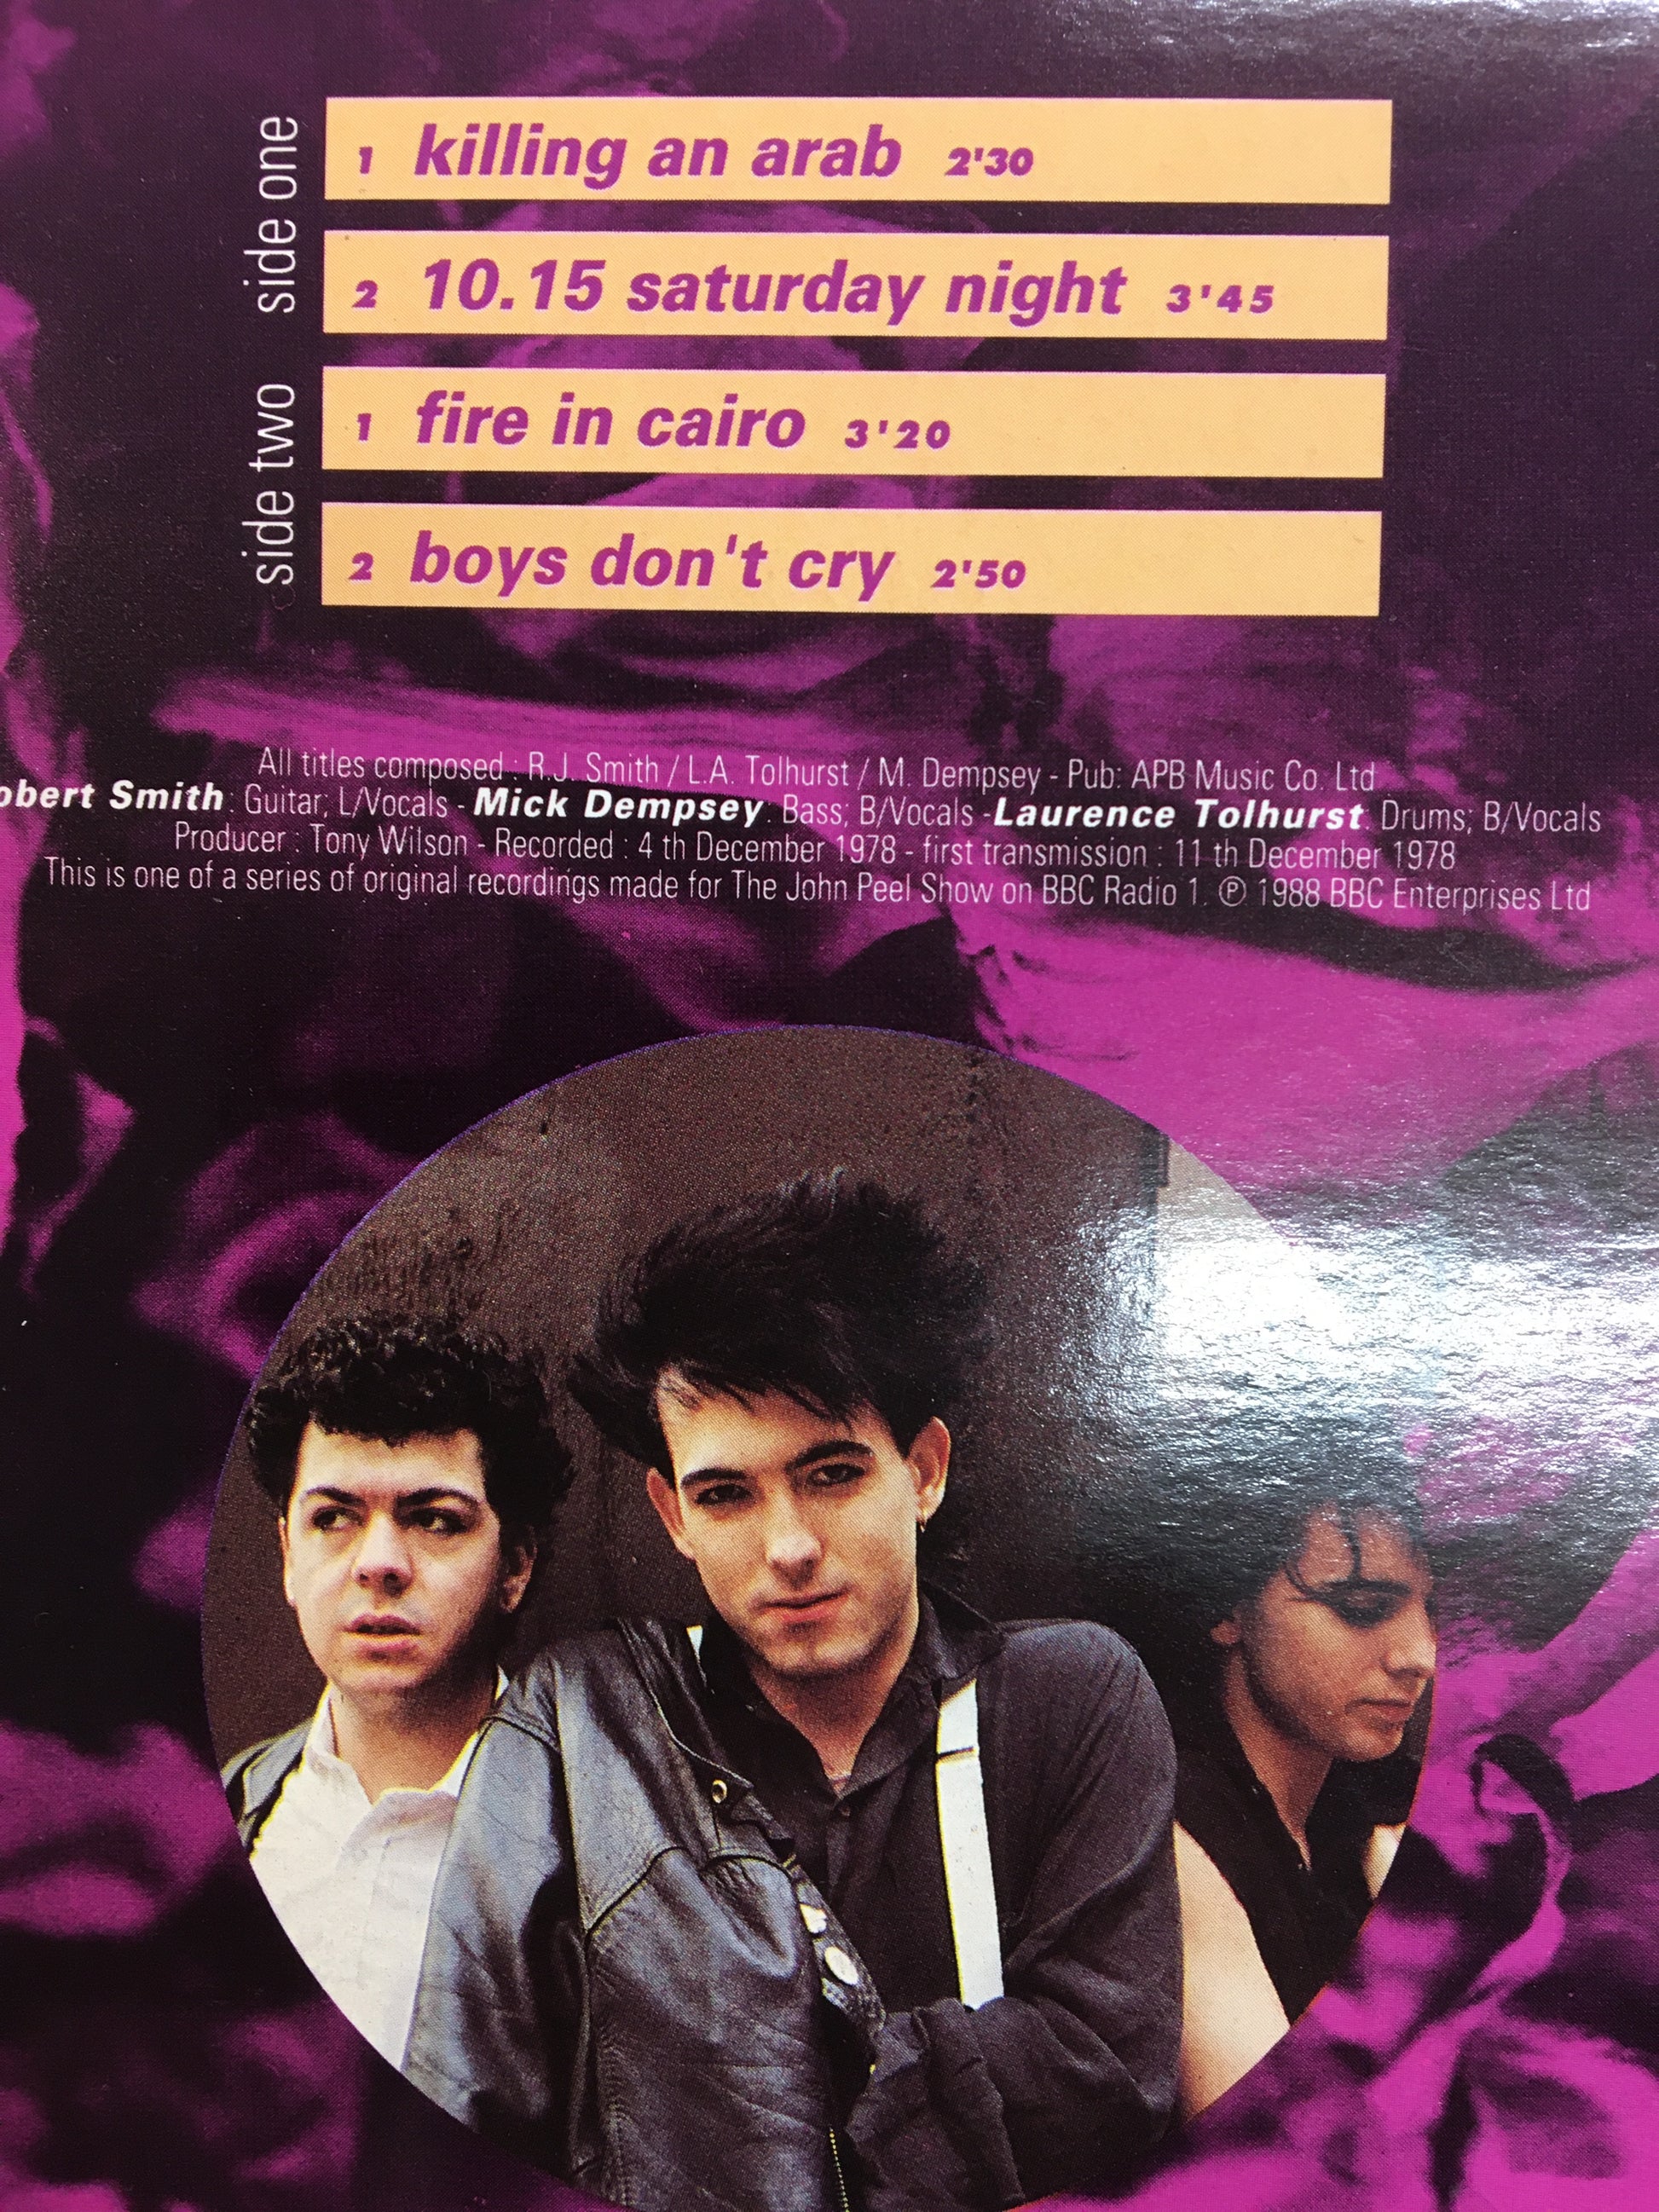 side one
1 killing an arab 2'30
2 10.15 saturday night 3'45
side two
1 fire in cairo 3'20
2 boys don't cry 2'50
All titles composed : R.J. Smith / L.A. Tolhurst / M. Dempsey - Pub: APB Music Co. Ltd
obert Smith: Guitar; L/Vocals - Mick Dempsey: Bass; B/Vocals -Laurence Tolhurst: Drums; B/Vocals
Producer : Tony Wilson - Recorded : 4 th December 1978 - first transmission : 11 th December 1978
This is one of a series of original recordings made for The John Peel Show on BBC Radio 1. ℗ 1988 BBC Enterprises Ltd